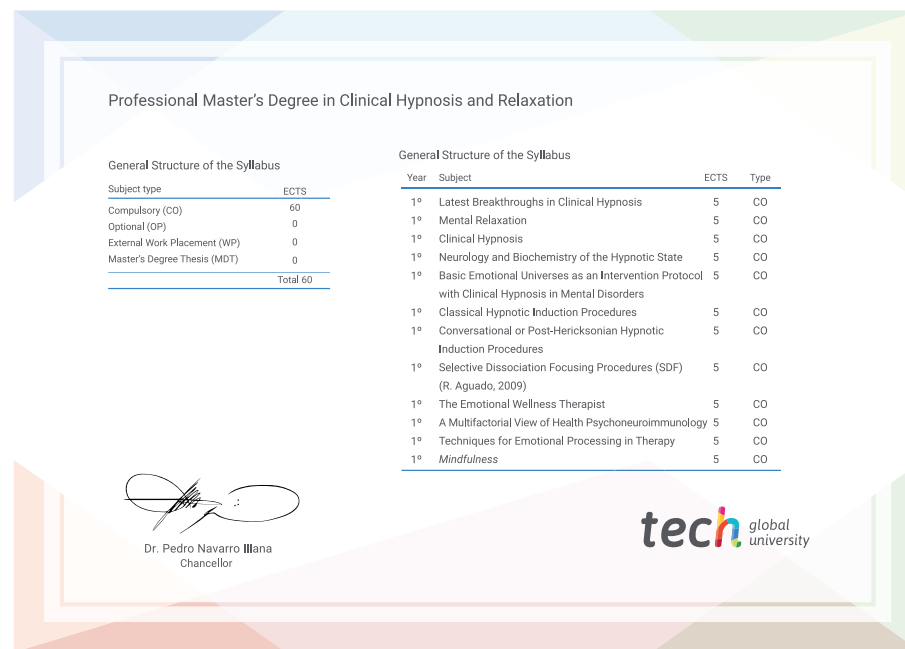 Professional Master's Degree in Clinical Hypnosis and Relaxation
General Structure of the Syllabus
Subject type ECTS
Compulsory (CO) 60
Optional (OP) 0
External Work Placement (WP) 0
Master's Degree Thesis (MDT) 0
Total 60
General Structure of the Syllabus
Year Subject ECTS Type
1º Latest Breakthroughs in Clinical Hypnosis 5 CO
1º Mental Relaxation 5 CO
1º Clinical Hypnosis 5 CO
1º Neurology and Biochemistry of the Hypnotic State 5 CO
1º Basic Emotional Universes as an Intervention Protocol 5 CO
with Clinical Hypnosis in Mental Disorders
1º Classical Hypnotic Induction Procedures 5 CO
1º Conversational or Post-Hericksonian Hypnotic 5 CO
Induction Procedures
1º Selective Dissociation Focusing Procedures (SDF) 5 CO
(R. Aguado, 2009)
1º The Emotional Wellness Therapist 5 CO
1º A Multifactorial View of Health Psychoneuroimmunology 5 CO
1º Techniques for Emotional Processing in Therapy 5 CO
1º Mindfulness 5 CO
Dr. Pedro Navarro Illana
Chancellor
tech global
university